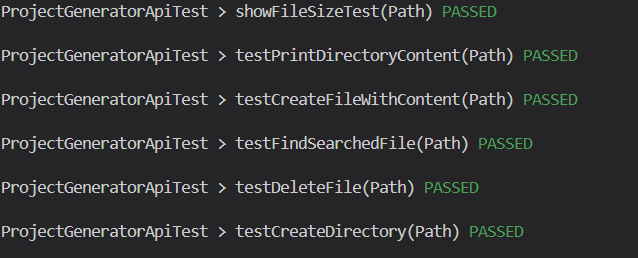 ProjectGeneratorApiTest > showFileSizeTest(Path) PASSED
ProjectGeneratorApiTest > testPrintDirectoryContent(Path) PASSED
ProjectGeneratorApiTest > testCreateFileWithContent(Path) PASSED
ProjectGeneratorApiTest > testFindSearchedFile(Path) PASSED
ProjectGeneratorApiTest > testDeleteFile(Path) PASSED
ProjectGeneratorApiTest > testCreateDirectory(Path) PASSED